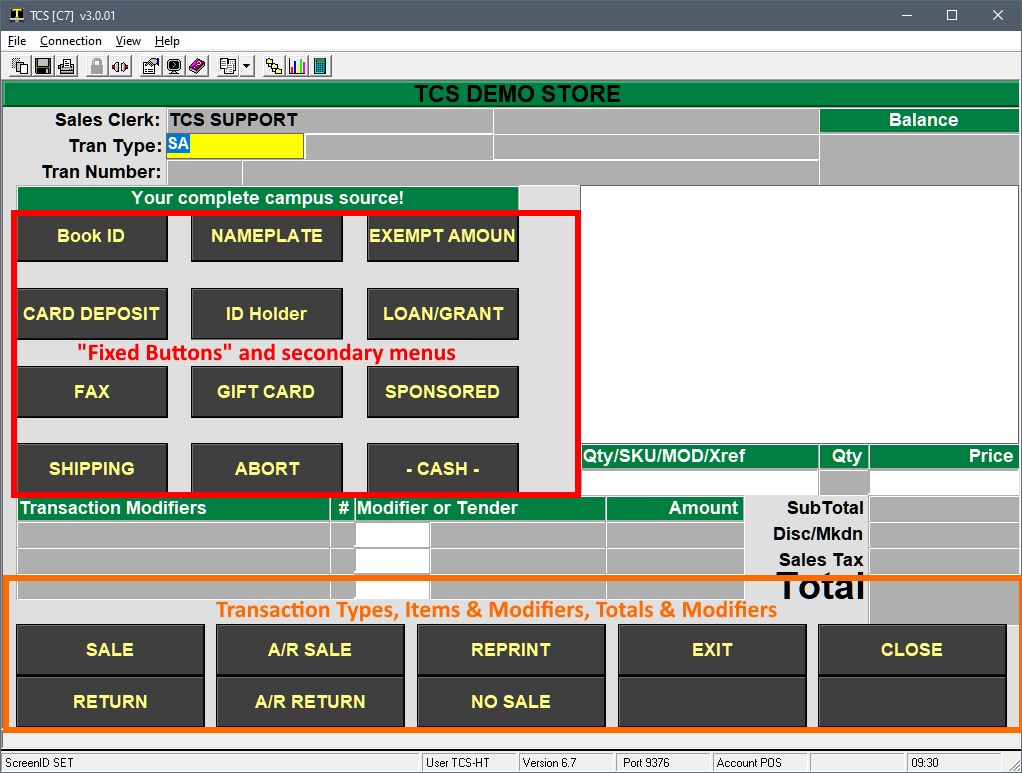 TCS [C7]  v3.0.01
File Connection View Help
TCS DEMO STORE
Sales Clerk: TCS SUPPORT
Balance
Tran Type: SA
Tran Number:
Your complete campus source!
Book ID NAMEPLATE EXEMPT AMOUN
CARD DEPOSIT ID Holder LOAN/GRANT
"Fixed Buttons" and secondary menus
FAX GIFT CARD SPONSORED
SHIPPING ABORT - CASH -
Qty/SKU/MOD/Xref Qty Price
Transaction Modifiers # Modifier or Tender Amount
SubTotal
Disc/Mkdn
Sales Tax
Total
Transaction Types, Items & Modifiers, Totals & Modifiers
SALE A/R SALE REPRINT EXIT CLOSE
RETURN A/R RETURN NO SALE
ScreenID SET User TCS-HT Version 6.7 Port 9376 Account POS 09:30